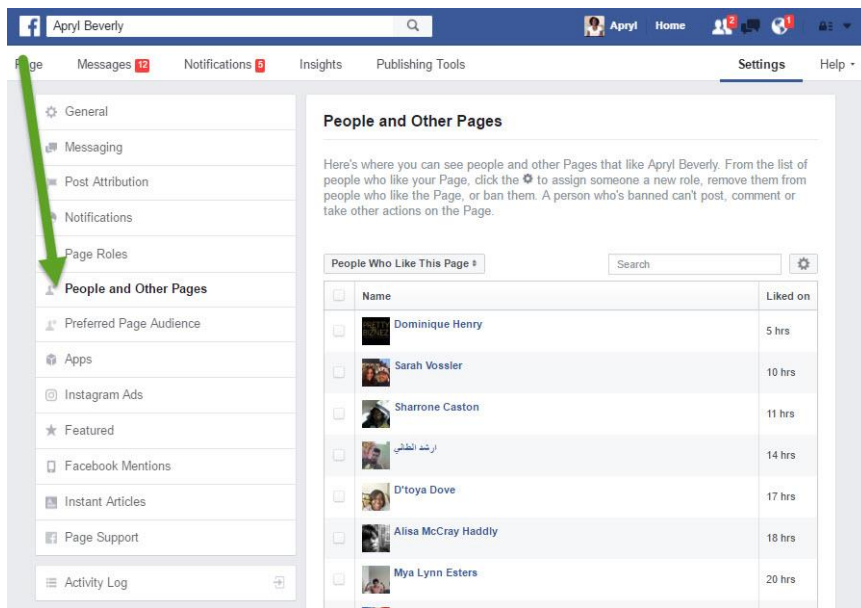 f Apryl Beverly
Apryl Home 2 1
Page Messages 12 Notifications 5 Insights Publishing Tools Settings Help
General
Messaging
Post Attribution
Notifications
Page Roles
People and Other Pages
Preferred Page Audience
Apps
Instagram Ads
Featured
Facebook Mentions
Instant Articles
Page Support
Activity Log
People and Other Pages
Here's where you can see people and other Pages that like Apryl Beverly. From the list of
people who like your Page, click the to assign someone a new role, remove them from
people who like the Page, or ban them. A person who's banned can't post, comment or
take other actions on the Page.
People Who Like This Page
Search
Name Liked on
Dominique Henry 5 hrs
Sarah Vossler 10 hrs
Sharrone Caston 11 hrs
ارشد الطائي 14 hrs
D'toya Dove 17 hrs
Alisa McCray Haddly 18 hrs
Mya Lynn Esters 20 hrs